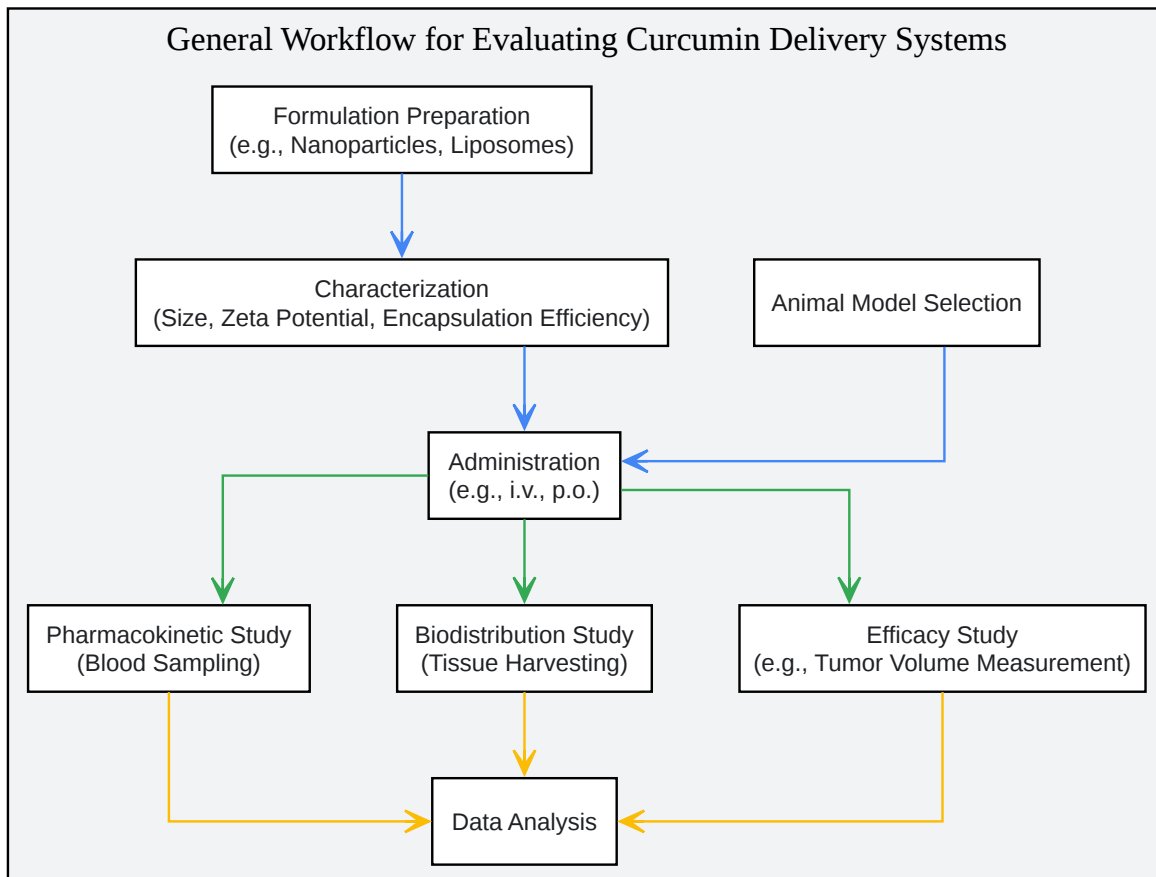 General Workflow for Evaluating Curcumin Delivery Systems
Formulation Preparation
(e.g., Nanoparticles, Liposomes)
Characterization
(Size, Zeta Potential, Encapsulation Efficiency)
Animal Model Selection
Administration
(e.g., i.v., p.o.)
Pharmacokinetic Study
(Blood Sampling)
Biodistribution Study
(Tissue Harvesting)
Efficacy Study
(e.g., Tumor Volume Measurement)
Data Analysis